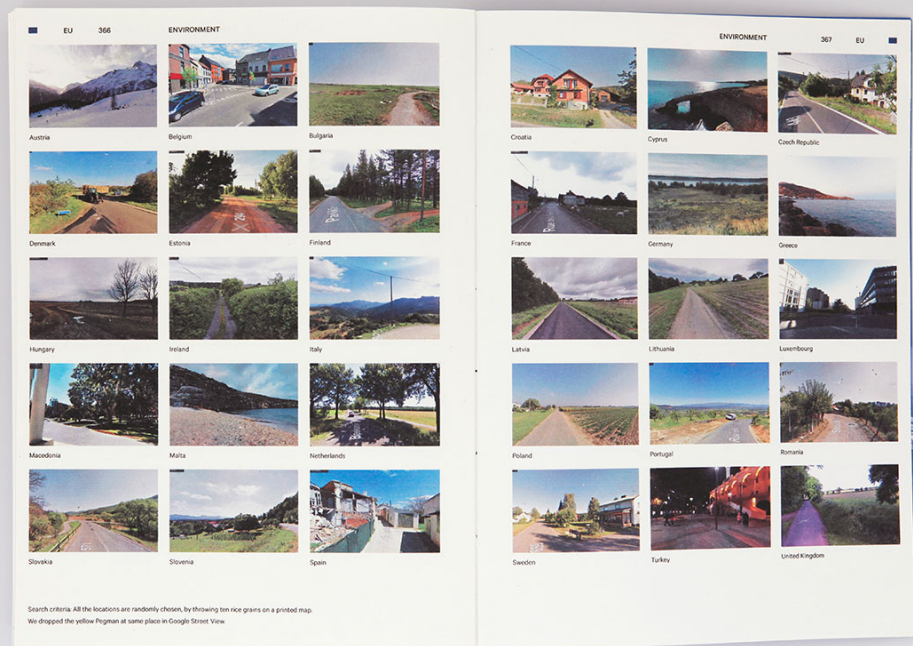 EU 366 ENVIRONMENT
Austria Belgium Bulgaria
Denmark Estonia Finland
Hungary Ireland Italy
Macedonia Malta Netherlands
Slovakia Slovenia Spain
Search criteria: All the locations are randomly chosen, by throwing ten rice grains on a printed map.
We dropped the yellow Pegman at same place in Google Street View.
ENVIRONMENT 367 EU
Croatia Cyprus Czech Republic
France Germany Greece
Latvia Lithuania Luxembourg
Poland Portugal Romania
Sweden Turkey United Kingdom